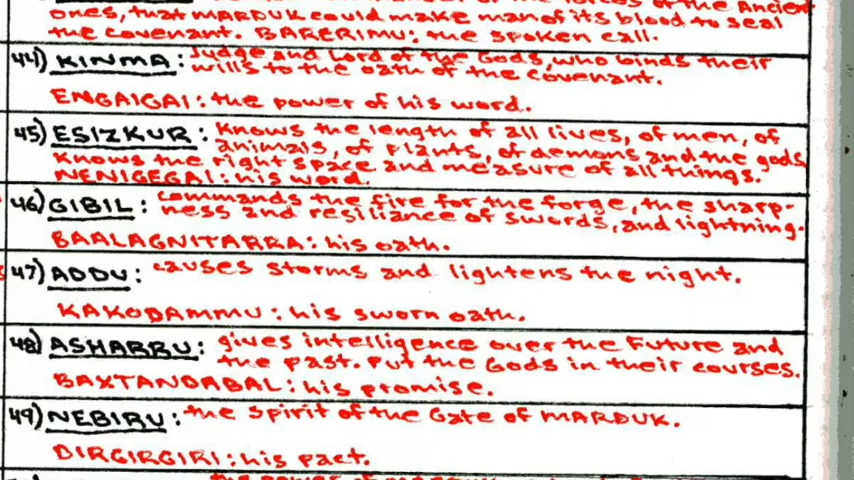 ones, that MARDUK could make man of its blood to seal
the covenant. BARERIMU: the spoken call.
44) KINMA: Judge and Lord of the Gods, who binds their
wills to the oath of the covenant.
ENGAIGAI: the power of his word.
45) ESIZKUR: Knows the length of all lives, of men, of
animals, of plants, of demons and the gods,
knows the right space and measure of all things.
NENIGEGAI: his word.
46) GIBIL: commands the fire for the forge, the sharp-
ness and resiliance of swords, and lightning.
BAALAGNITARRA: his oath.
47) ADDU: causes storms and lightens the night.
KAKODAMMU: his sworn oath.
48) ASHARRU: gives intelligence over the Future and
the past. Put the Gods in their courses.
BAXTANDABAL: his promise.
49) NEBIRU: the spirit of the Gate of MARDUK.
DIRGIRGIRI: his pact.